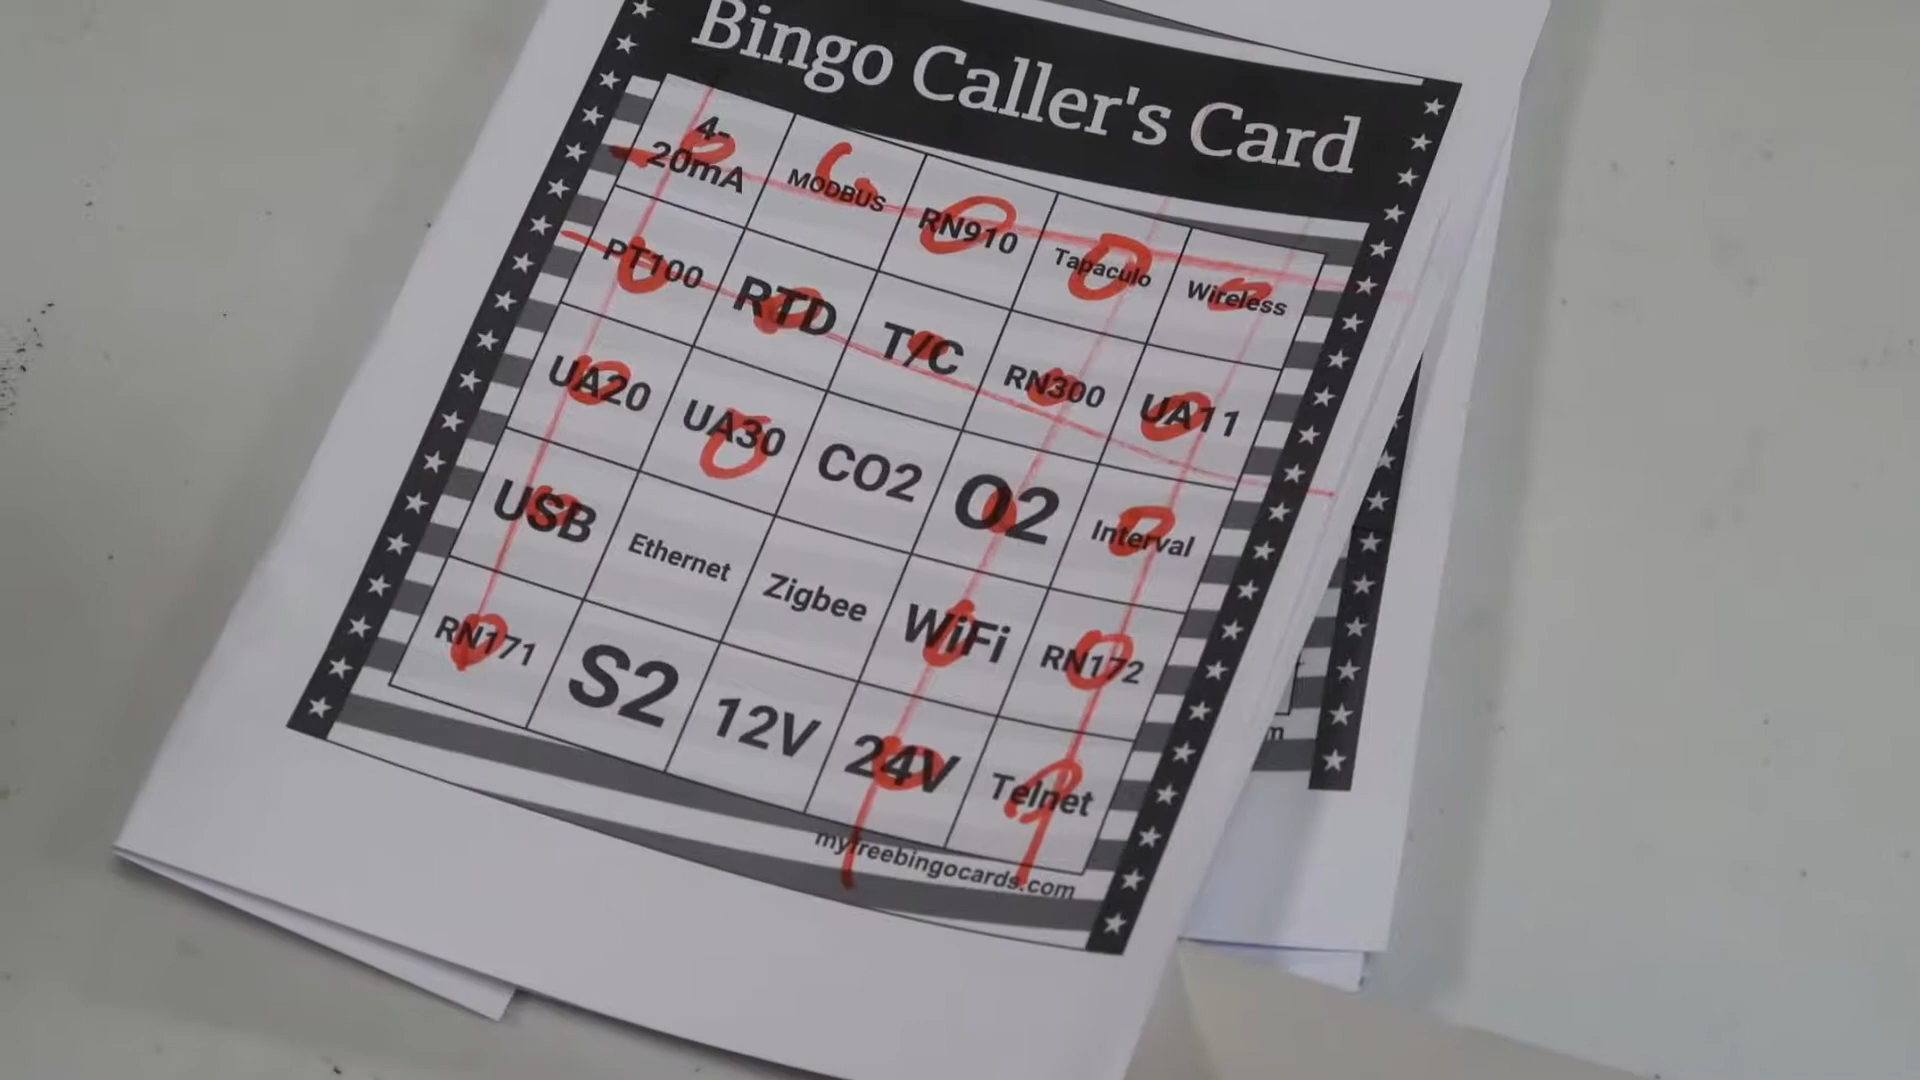 Bingo Caller's Card
4-
20mA
MODBUS
RN910
Tapaculo
Wireless
PT100
RTD
T/C
RN300
UA11
UA20
UA30
CO2
O2
Interval
USB
Ethernet
Zigbee
WiFi
RN172
RN171
S2
12V
24V
Telnet
myfreebingocards.com
m